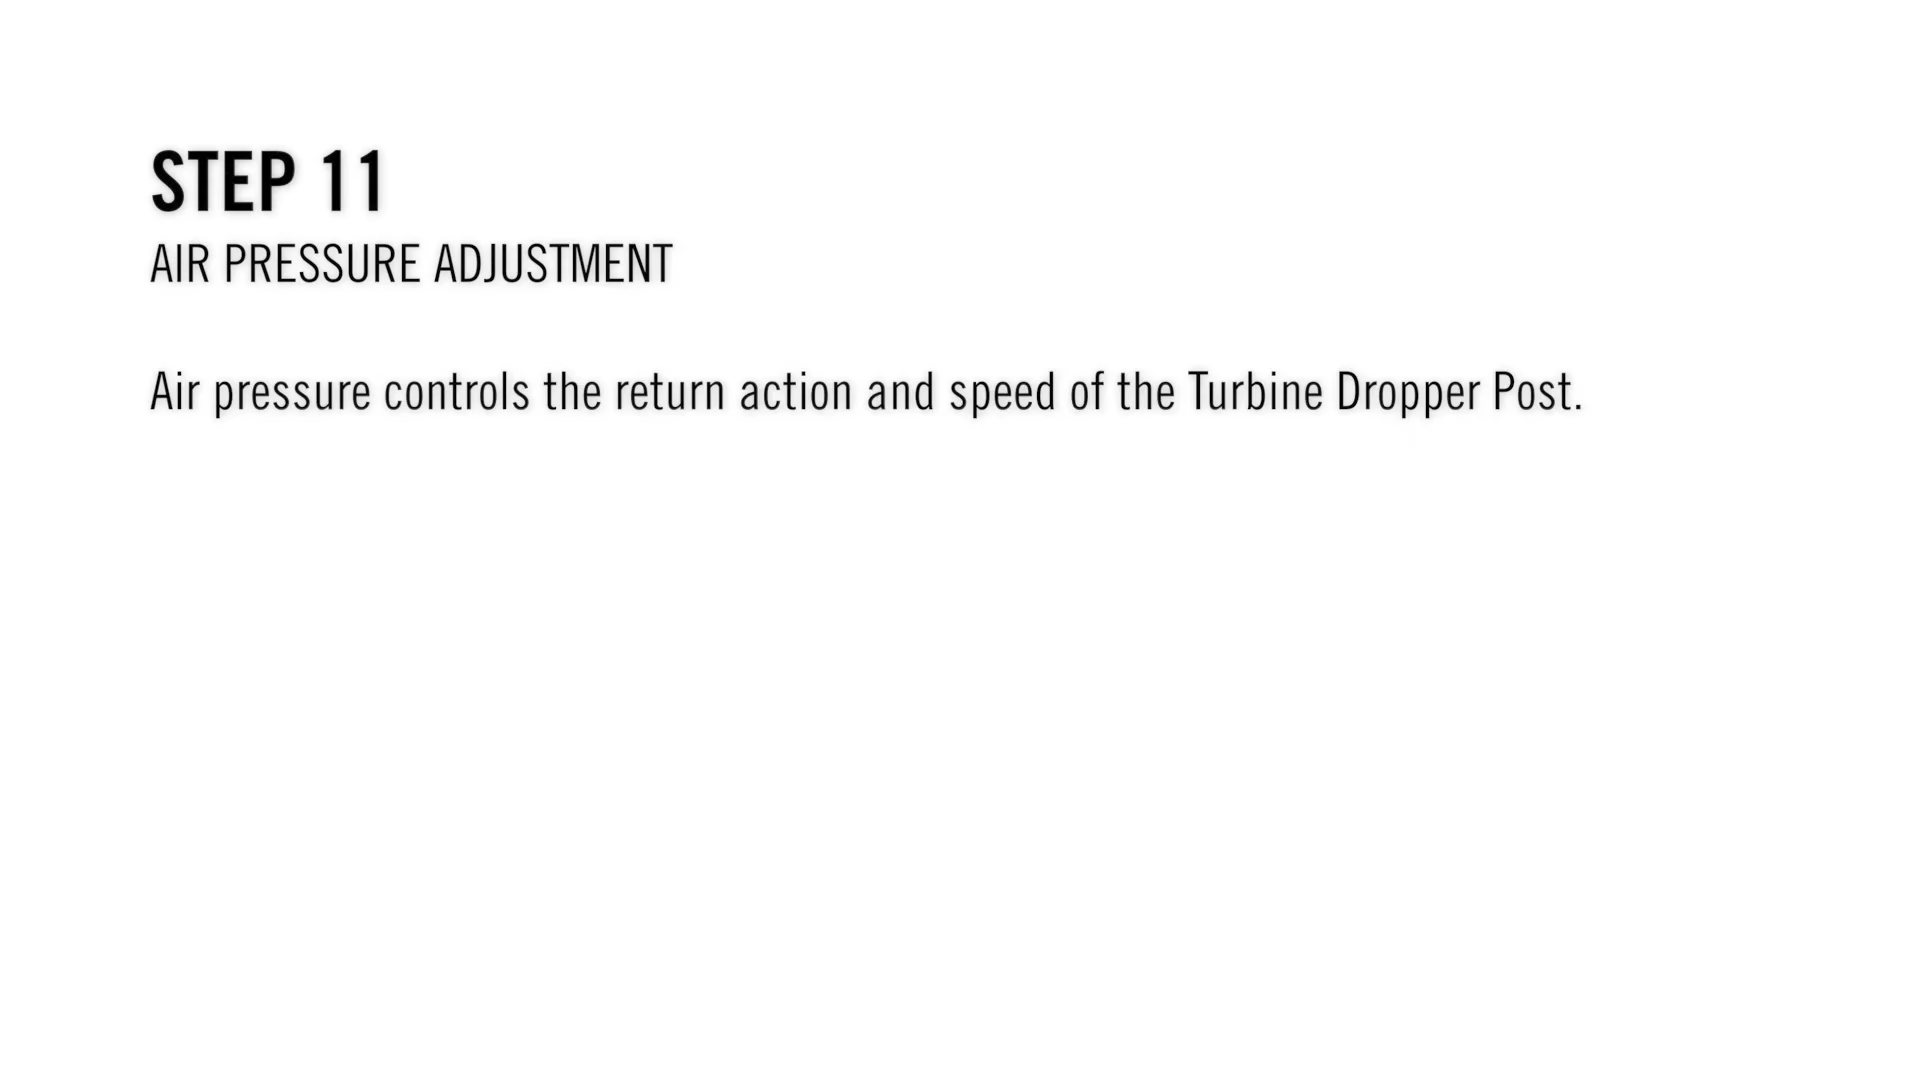 STEP 11
AIR PRESSURE ADJUSTMENT
Air pressure controls the return action and speed of the Turbine Dropper Post.